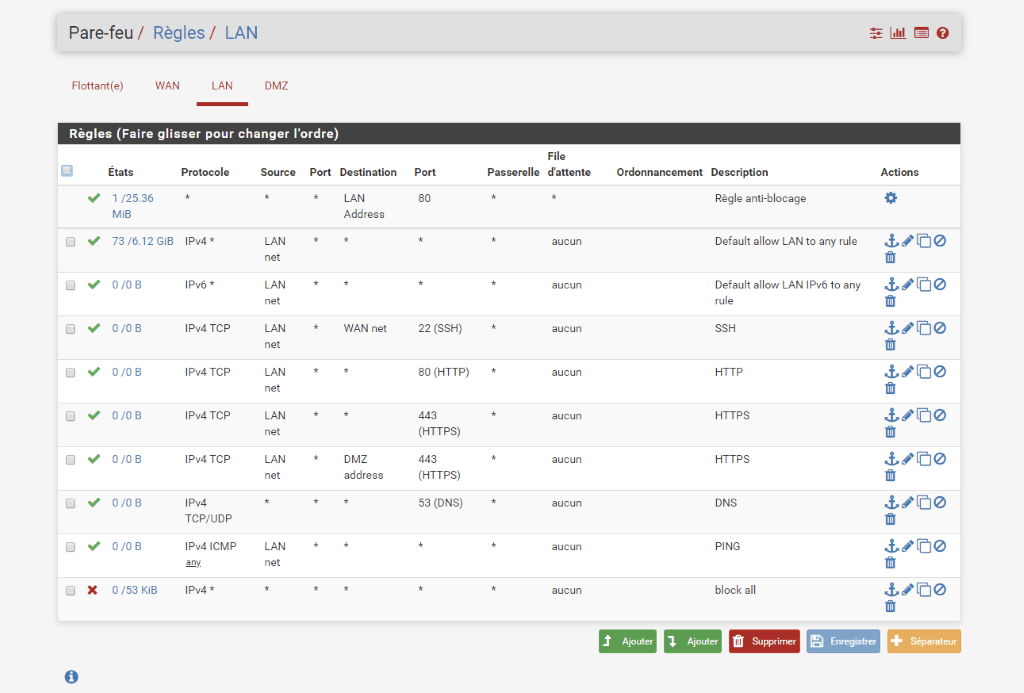 Pare-feu / Règles / LAN
Flottant(e) WAN LAN DMZ
Règles (Faire glisser pour changer l'ordre)
États Protocole Source Port Destination Port Passerelle File d'attente Ordonnancement Description Actions
1 /25.36 MiB * * * LAN Address 80 * * Règle anti-blocage
73 /6.12 GiB IPv4 * LAN net * * * * aucun Default allow LAN to any rule
0 /0 B IPv6 * LAN net * * * * aucun Default allow LAN IPv6 to any rule
0 /0 B IPv4 TCP LAN net * WAN net 22 (SSH) * aucun SSH
0 /0 B IPv4 TCP LAN net * * 80 (HTTP) * aucun HTTP
0 /0 B IPv4 TCP LAN net * * 443 (HTTPS) * aucun HTTPS
0 /0 B IPv4 TCP LAN net * DMZ address 443 (HTTPS) * aucun HTTPS
0 /0 B IPv4 TCP/UDP * * * 53 (DNS) * aucun DNS
0 /0 B IPv4 ICMP any LAN net * * * * aucun PING
0 /53 KiB IPv4 * * * * * * aucun block all
Ajouter Ajouter Supprimer Enregistrer Séparateur